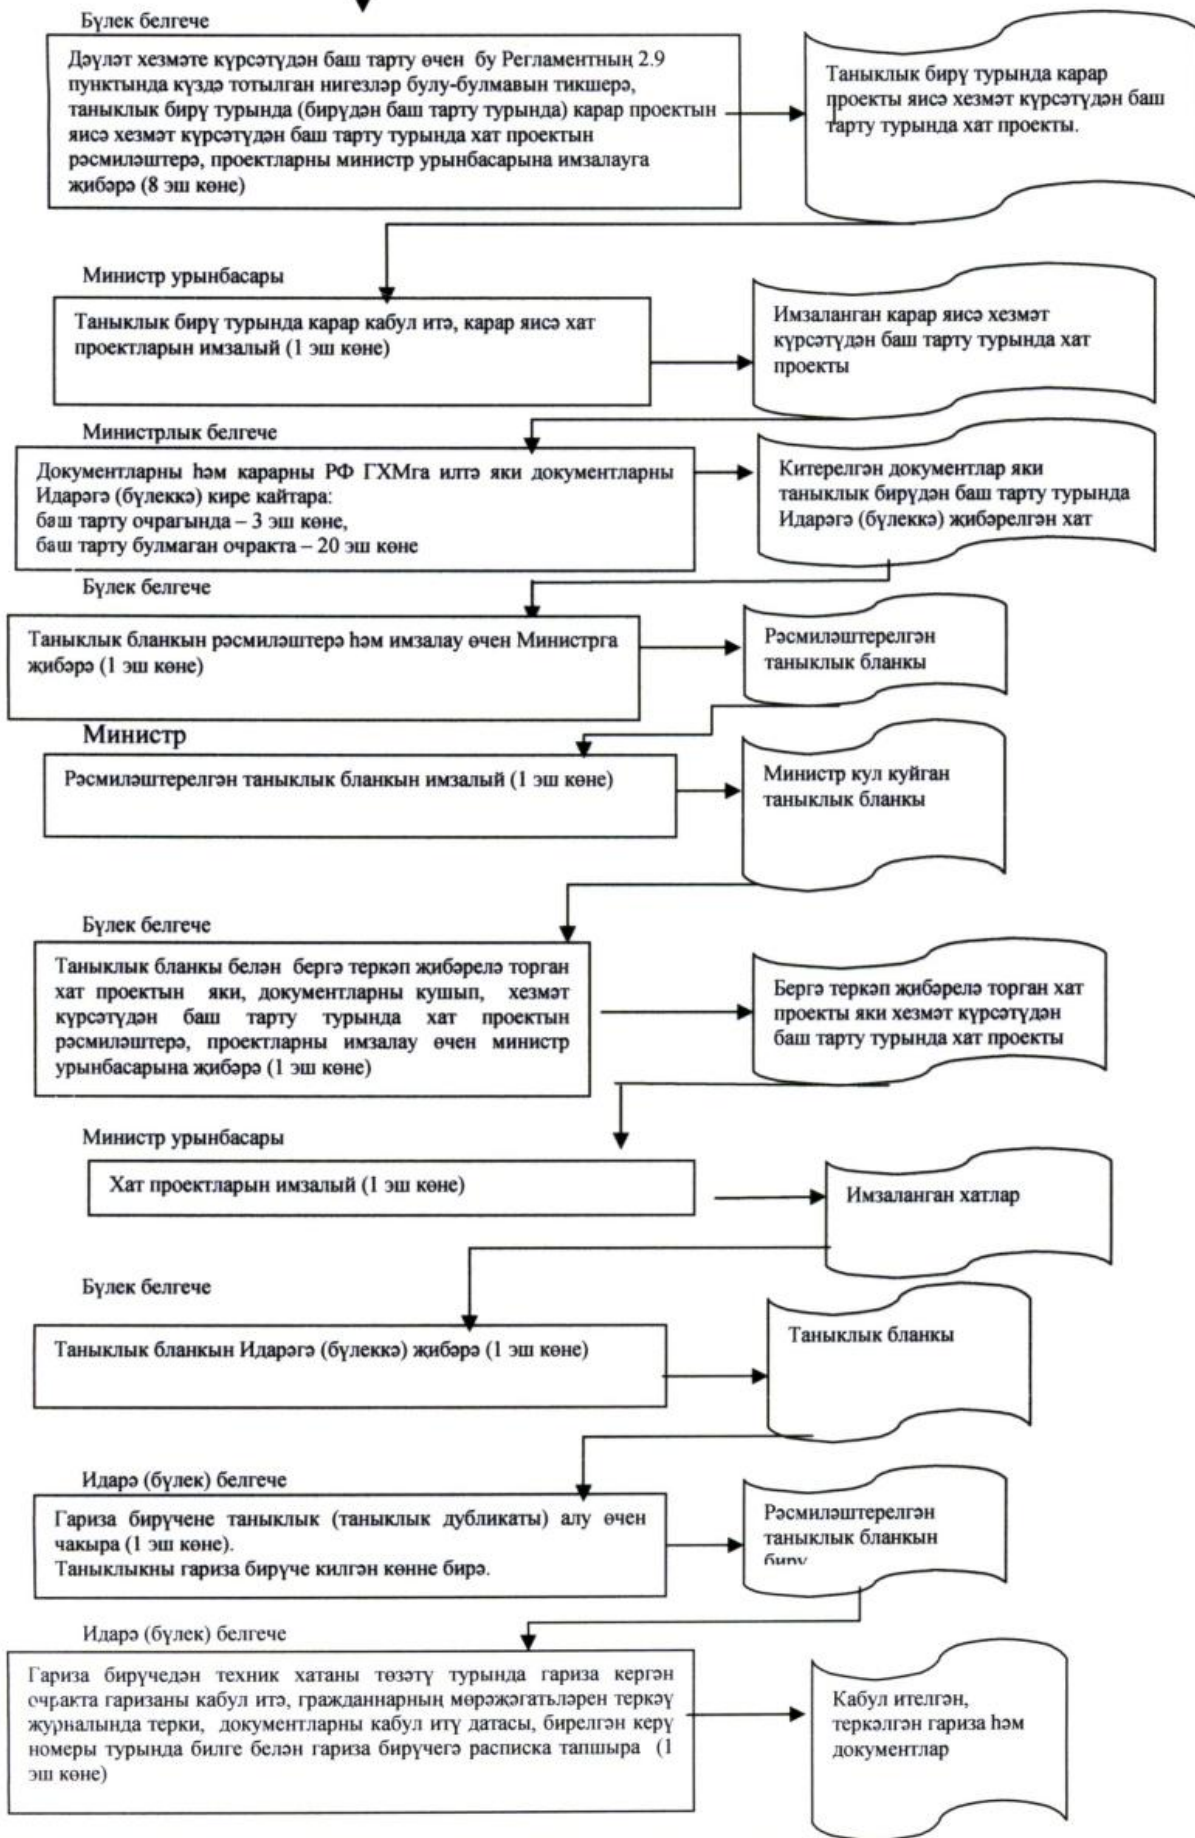 Бүлек белгече
Дәүләт хезмәте күрсәтүдән баш тарту өчен бу Регламентның 2.9
пунктында күздә тотылган нигезләр булу-булмавын тикшерә,
таныклык бирү турында (бирүдән баш тарту турында) карар проектын
яисә хезмәт күрсәтүдән баш тарту турында хат проектын
рәсмиләштерә, проектларны министр урынбасарына имзалауга
җибәрә (8 эш көне)
Таныклык бирү турында карар
проекты яисә хезмәт күрсәтүдән баш
тарту турында хат проекты.
Министр урынбасары
Таныклык бирү турында карар кабул итә, карар яисә хат
проектларын имзалый (1 эш көне)
Имзаланган карар яисә хезмәт
күрсәтүдән баш тарту турында хат
проекты
Министрлык белгече
Документларны һәм карарны РФ ГХМга илтә яки документларны
Идарәгә (бүлеккә) кире кайтара:
баш тарту очрагында – 3 эш көне,
баш тарту булмаган очракта – 20 эш көне
Китерелгән документлар яки
таныклык бирүдән баш тарту турында
Идарәгә (бүлеккә) җибәрелгән хат
Бүлек белгече
Таныклык бланкын рәсмиләштерә һәм имзалау өчен Министрга
җибәрә (1 эш көне)
Рәсмиләштерелгән
таныклык бланкы
Министр
Рәсмиләштерелгән таныклык бланкын имзалый (1 эш көне)
Министр кул куйган
таныклык бланкы
Бүлек белгече
Таныклык бланкы белән бергә теркәп җибәрелә торган
хат проектын яки, документларны кушып, хезмәт
күрсәтүдән баш тарту турында хат проектын
рәсмиләштерә, проектларны имзалау өчен министр
урынбасарына җибәрә (1 эш көне)
Бергә теркәп җибәрелә торган хат
проекты яки хезмәт күрсәтүдән
баш тарту турында хат проекты
Министр урынбасары
Хат проектларын имзалый (1 эш көне)
Имзаланган хатлар
Бүлек белгече
Таныклык бланкын Идарәгә (бүлеккә) җибәрә (1 эш көне)
Таныклык бланкы
Идарә (бүлек) белгече
Гариза бирүчене таныклык (таныклык дубликаты) алу өчен
чакыра (1 эш көне).
Таныклыкны гариза бирүче килгән көнне бирә.
Рәсмиләштерелгән
таныклык бланкын
бирү
Идарә (бүлек) белгече
Гариза бирүчедән техник хатаны төзәтү турында гариза кергән
очракта гаризаны кабул итә, гражданнарның мөрәҗәгатьләрен теркәү
журналында терки, документларны кабул итү датасы, бирелгән керү
номеры турында билге белән гариза бирүчегә расписка тапшыра (1
эш көне)
Кабул ителгән,
теркәлгән гариза һәм
документлар